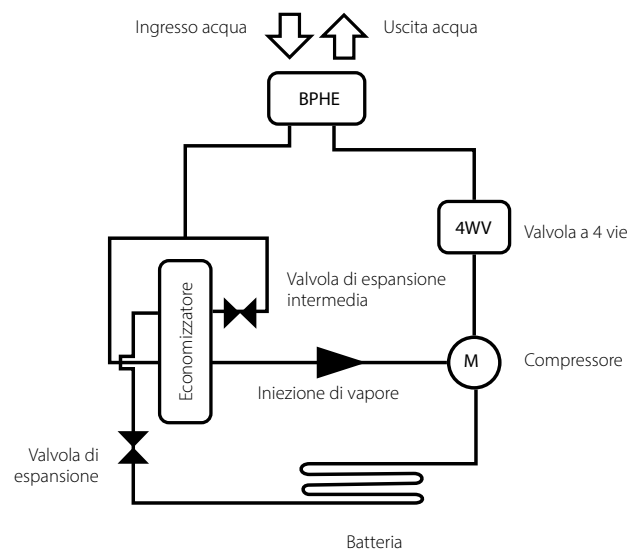 Ingresso acqua
Uscita acqua
BPHE
4WV
Valvola a 4 vie
Valvola di espansione
intermedia
Economizzatore
M
Compressore
Iniezione di vapore
Valvola di
espansione
Batteria